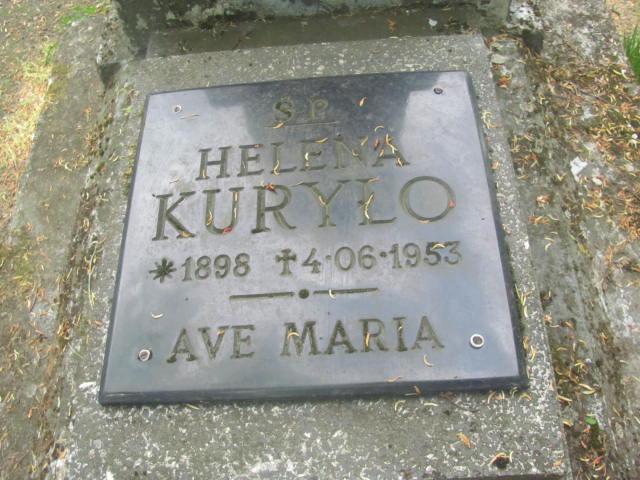 Ś.P.
HELENA
KURYŁO
* 1898 ✝ 4·06·1953
AVE MARIA